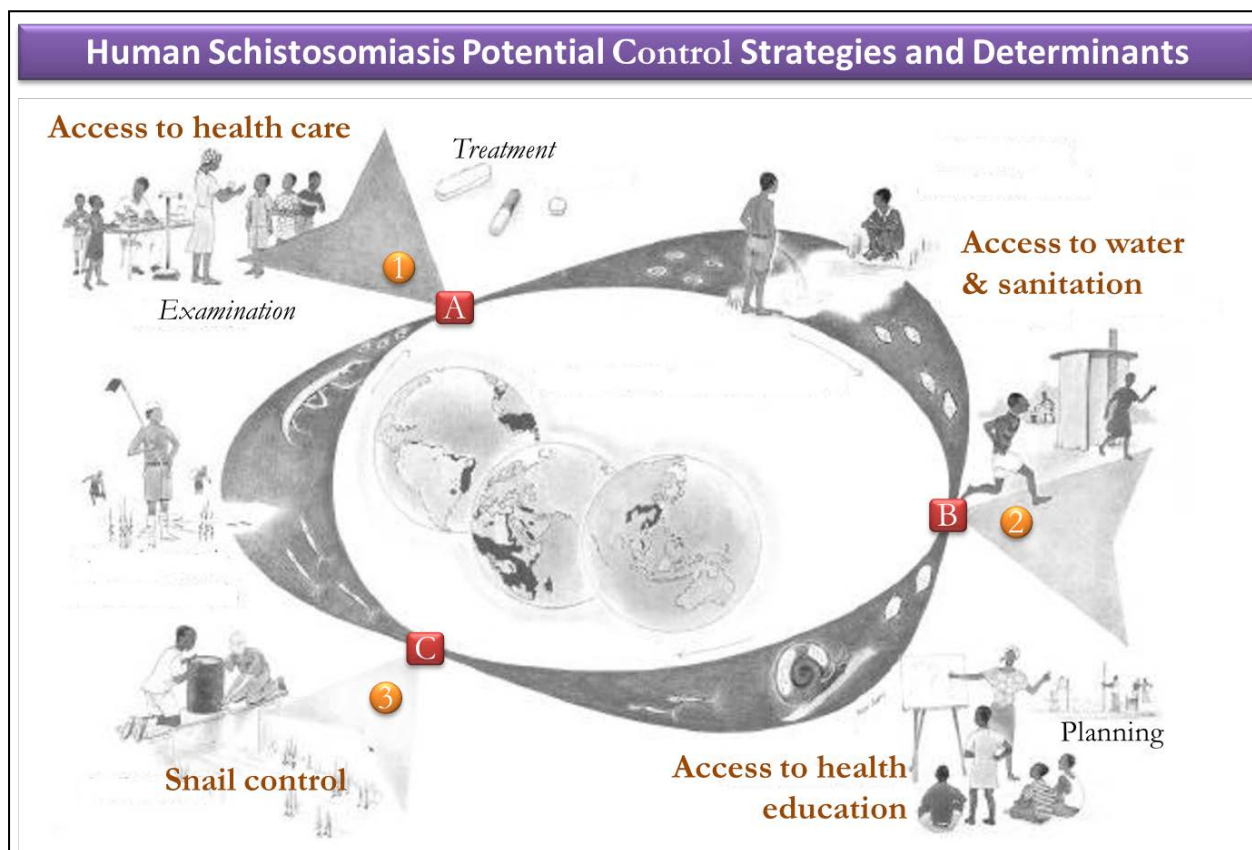 Human Schistosomiasis Potential Control Strategies and Determinants
Access to health care
Treatment
1
Examination
A
Access to water
& sanitation
B
2
C
3
Snail control
Access to health
education
Planning